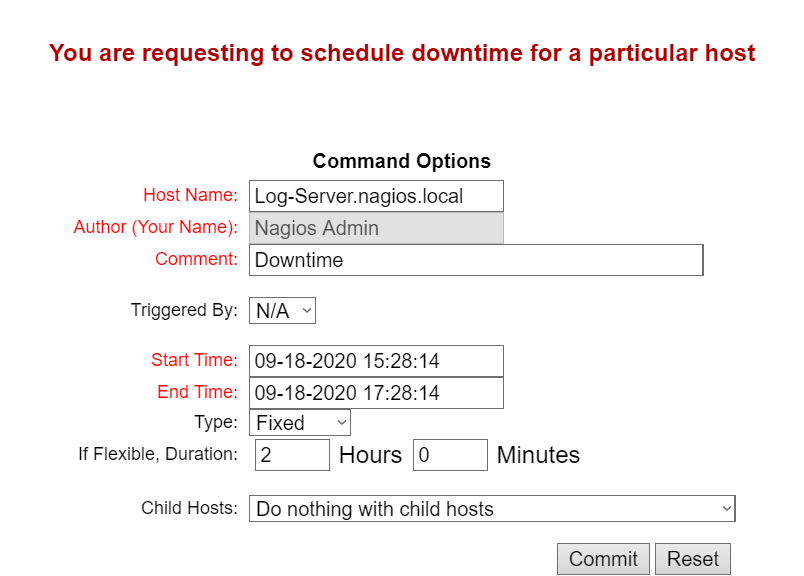 You are requesting to schedule downtime for a particular host
Command Options
Host Name: Log-Server.nagios.local
Author (Your Name): Nagios Admin
Comment: Downtime
Triggered By: N/A
Start Time: 09-18-2020 15:28:14
End Time: 09-18-2020 17:28:14
Type: Fixed
If Flexible, Duration: 2 Hours 0 Minutes
Child Hosts: Do nothing with child hosts
Commit Reset